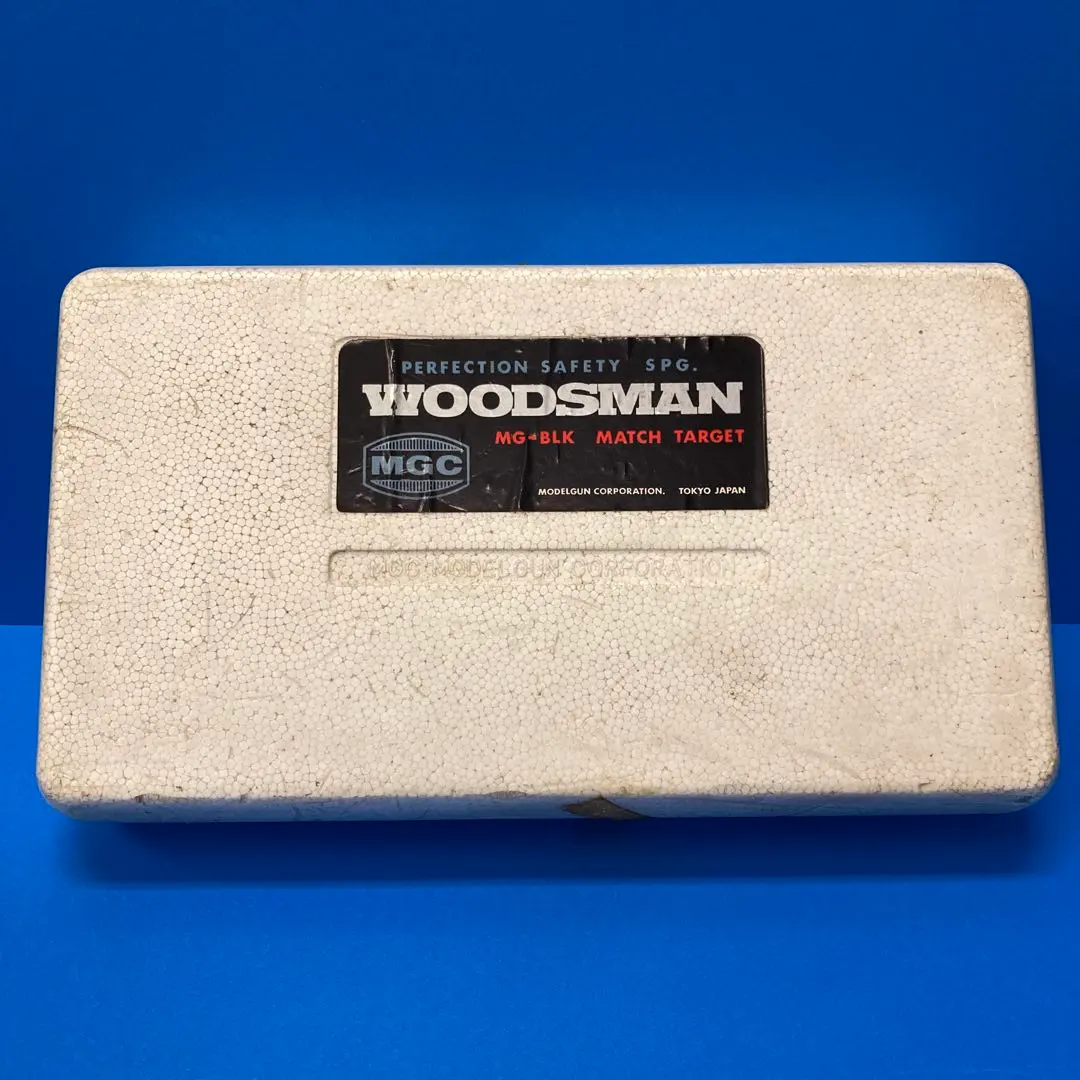 PERFECTION SAFETY SPG.
WOODSMAN
MG-BLK MATCH TARGET
MGC
MODELGUN CORPORATION. TOKYO JAPAN
MGC MODELGUN CORPORATION